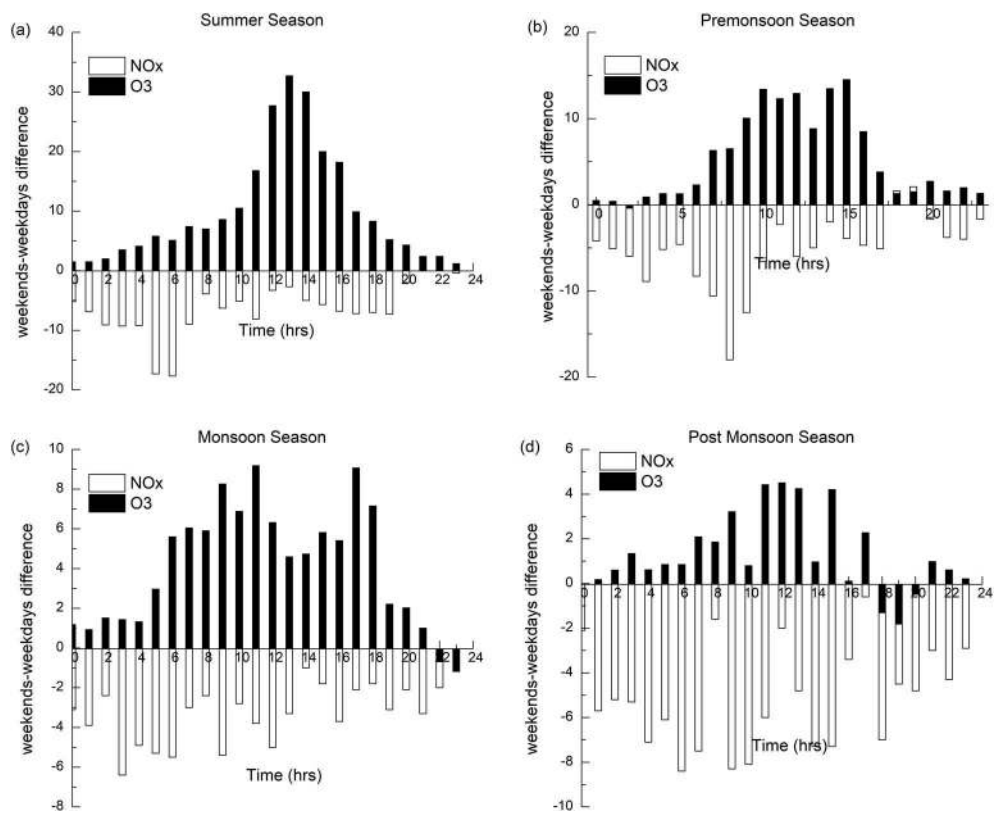 (a)
Summer Season
NOx
O3
weekends-weekdays difference
40
30
20
10
0
-10
-20
0 2 4 6 8 10 12 14 16 18 20 22 24
Time (hrs)
(b)
Premonsoon Season
NOx
O3
weekends-weekdays difference
20
10
0
-10
-20
0 5 10 15 20
Time (hrs)
(c)
Monsoon Season
NOx
O3
weekends-weekdays difference
10
8
6
4
2
0
-2
-4
-6
-8
0 2 4 6 8 10 12 14 16 18 20 22 24
Time (hrs)
(d)
Post Monsoon Season
NOx
O3
weekends-weekdays difference
6
4
2
0
-2
-4
-6
-8
-10
0 2 4 6 8 10 12 14 16 18 20 22 24
Time (hrs)